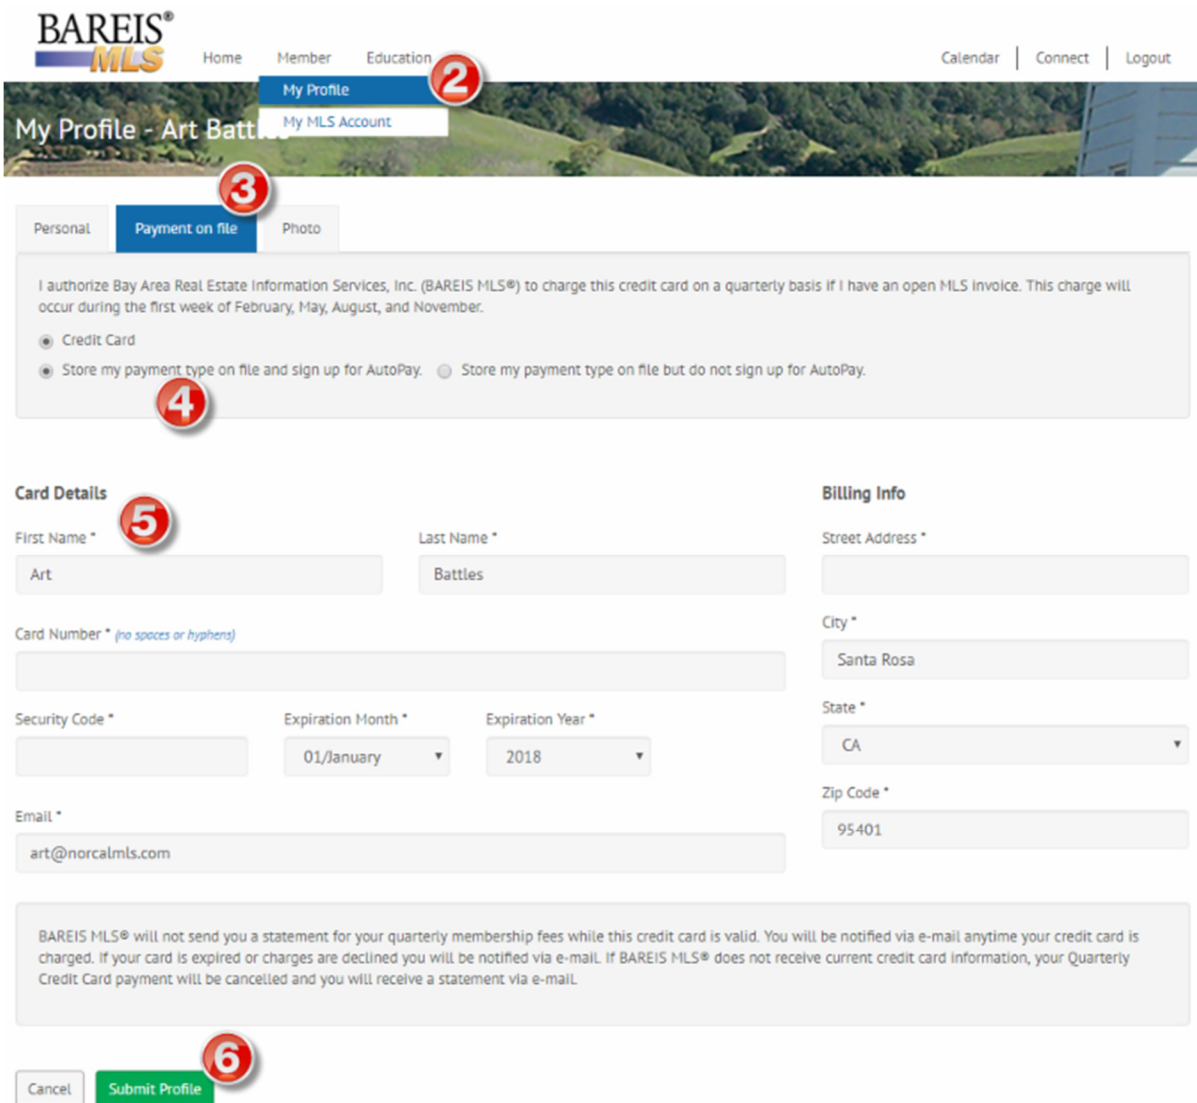 BAREIS®
MLS
Home Member Education
Calendar Connect Logout
2
My Profile
My MLS Account
My Profile - Art Batt
3
Personal Payment on file Photo
I authorize Bay Area Real Estate Information Services, Inc. (BAREIS MLS®) to charge this credit card on a quarterly basis if I have an open MLS invoice. This charge will
occur during the first week of February, May, August, and November.
Credit Card
Store my payment type on file and sign up for AutoPay. Store my payment type on file but do not sign up for AutoPay.
4
Card Details
5
First Name * Last Name *
Art Battles
Card Number * (no spaces or hyphens)
Security Code * Expiration Month * Expiration Year *
01/January 2018
Email *
art@norcalmls.com
Billing Info
Street Address *
City *
Santa Rosa
State *
CA
Zip Code *
95401
BAREIS MLS® will not send you a statement for your quarterly membership fees while this credit card is valid. You will be notified via e-mail anytime your credit card is
charged. If your card is expired or charges are declined you will be notified via e-mail. If BAREIS MLS® does not receive current credit card information, your Quarterly
Credit Card payment will be cancelled and you will receive a statement via e-mail.
6
Cancel Submit Profile